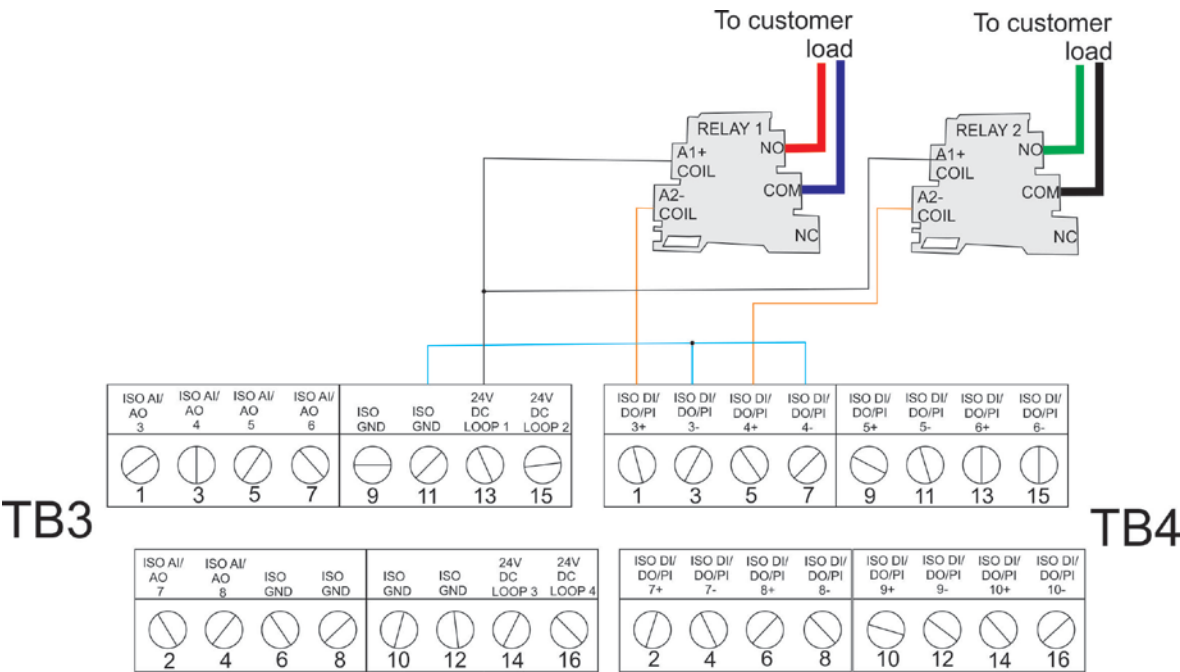 To customer
load
To customer
load
RELAY 1
NO
A1+
COIL
COM
A2-
COIL
NC
RELAY 2
NO
A1+
COIL
COM
A2-
COIL
NC
TB3
ISO AI/
AO
3
ISO AI/
AO
4
ISO AI/
AO
5
ISO AI/
AO
6
ISO
GND
ISO
GND
24V
DC
LOOP 1
24V
DC
LOOP 2
1 3 5 7 9 11 13 15
ISO DI/
DO/PI
3+
ISO DI/
DO/PI
3-
ISO DI/
DO/PI
4+
ISO DI/
DO/PI
4-
ISO DI/
DO/PI
5+
ISO DI/
DO/PI
5-
ISO DI/
DO/PI
6+
ISO DI/
DO/PI
6-
1 3 5 7 9 11 13 15
TB4
ISO AI/
AO
7
ISO AI/
AO
8
ISO
GND
ISO
GND
ISO
GND
ISO
GND
24V
DC
LOOP 3
24V
DC
LOOP 4
2 4 6 8 10 12 14 16
ISO DI/
DO/PI
7+
ISO DI/
DO/PI
7-
ISO DI/
DO/PI
8+
ISO DI/
DO/PI
8-
ISO DI/
DO/PI
9+
ISO DI/
DO/PI
9-
ISO DI/
DO/PI
10+
ISO DI/
DO/PI
10-
2 4 6 8 10 12 14 16